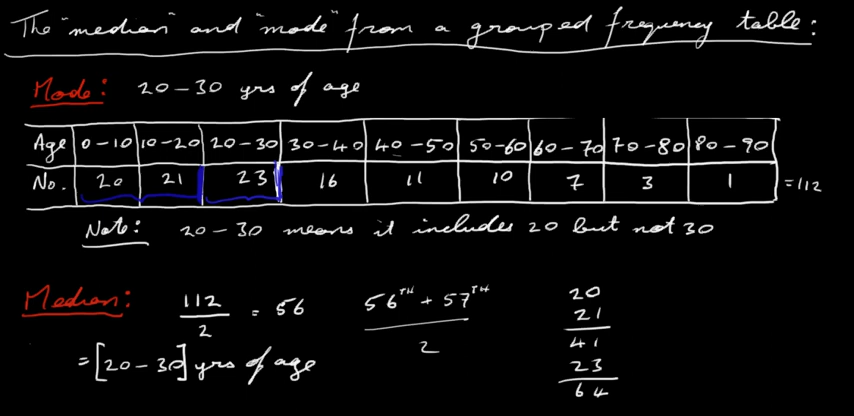 The "median" and "mode" from a grouped frequency table:
Mode: 20-30 yrs of age
Age 0-10 10-20 20-30 30-40 40-50 50-60 60-70 70-80 80-90
No. 20 21 23 16 11 10 7 3 1 =112
Note: 20-30 means it includes 20 but not 30
Median: 112/2 = 56 56TH + 57TH/2
= [20-30] yrs of age
20
21
41
23
64